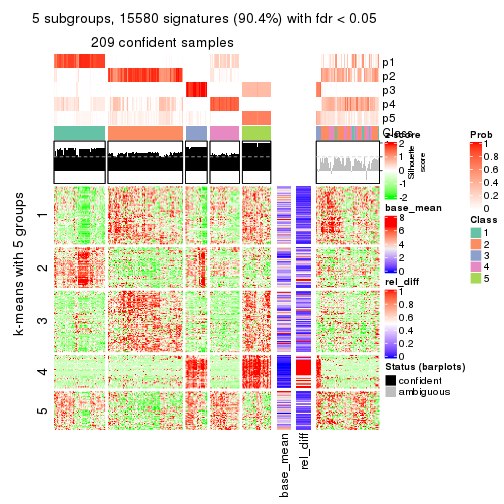 5 subgroups, 15580 signatures (90.4%) with fdr < 0.05
209 confident samples
p1
p2
p3
p4
p5
Class
k-means with 5 groups
1
2
3
4
5
base_mean
rel_diff
z-score
2
1
0
-1
-2
Silhouette
score
base_mean
8
6
4
2
0
rel_diff
1
0.8
0.6
0.4
0.2
0
Status (barplots)
confident
ambiguous
Prob
1
0.8
0.6
0.4
0.2
0
Class
1
2
3
4
5